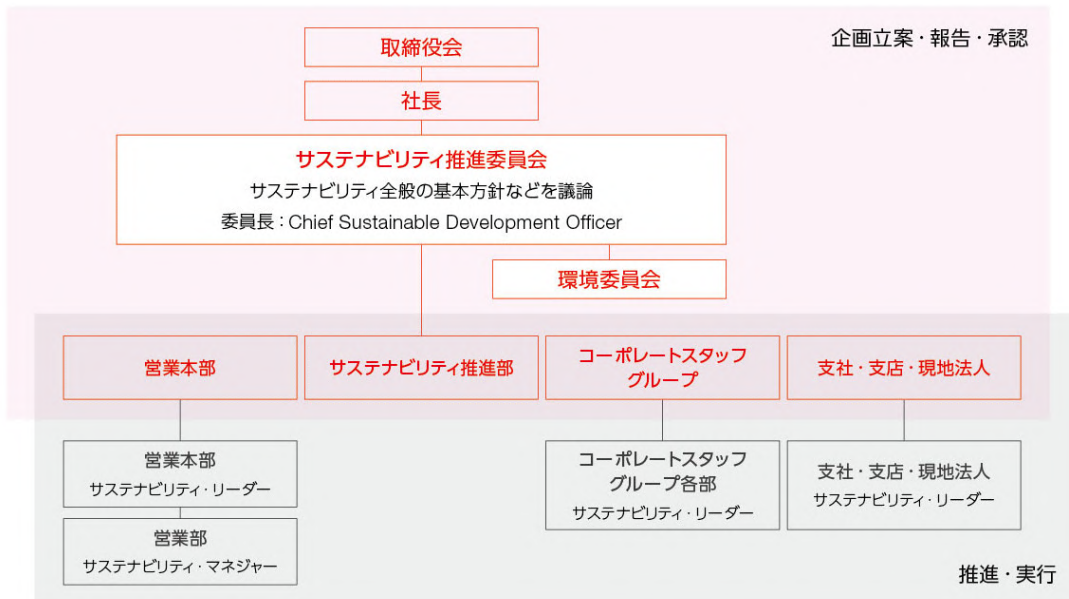 企画立案・報告・承認
取締役会
社長
サステナビリティ推進委員会
サステナビリティ全般の基本方針などを議論
委員長：Chief Sustainable Development Officer
環境委員会
営業本部
サステナビリティ推進部
コーポレートスタッフ
グループ
支社・支店・現地法人
営業本部
サステナビリティ・リーダー
営業部
サステナビリティ・マネジャー
コーポレートスタッフ
グループ各部
サステナビリティ・リーダー
支社・支店・現地法人
サステナビリティ・リーダー
推進・実行